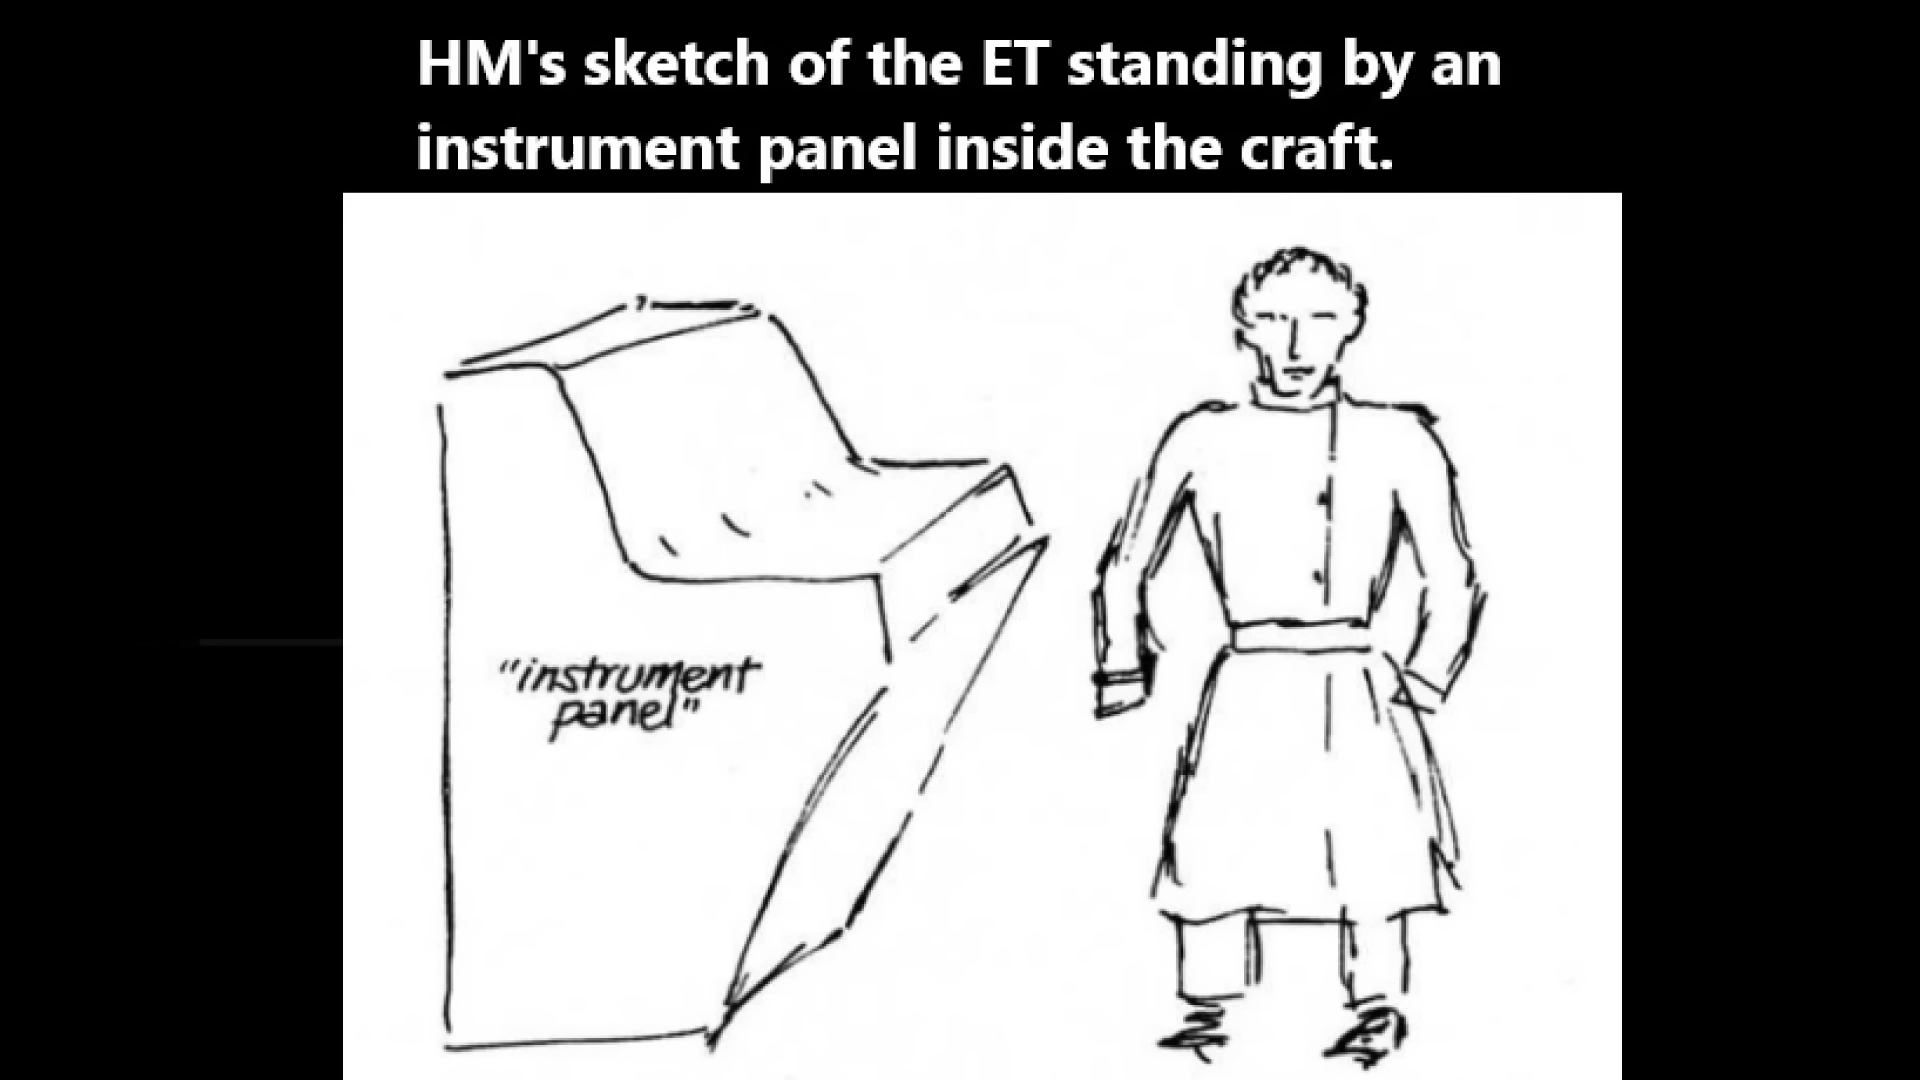 HM's sketch of the ET standing by an
instrument panel inside the craft.
"instrument
panel"